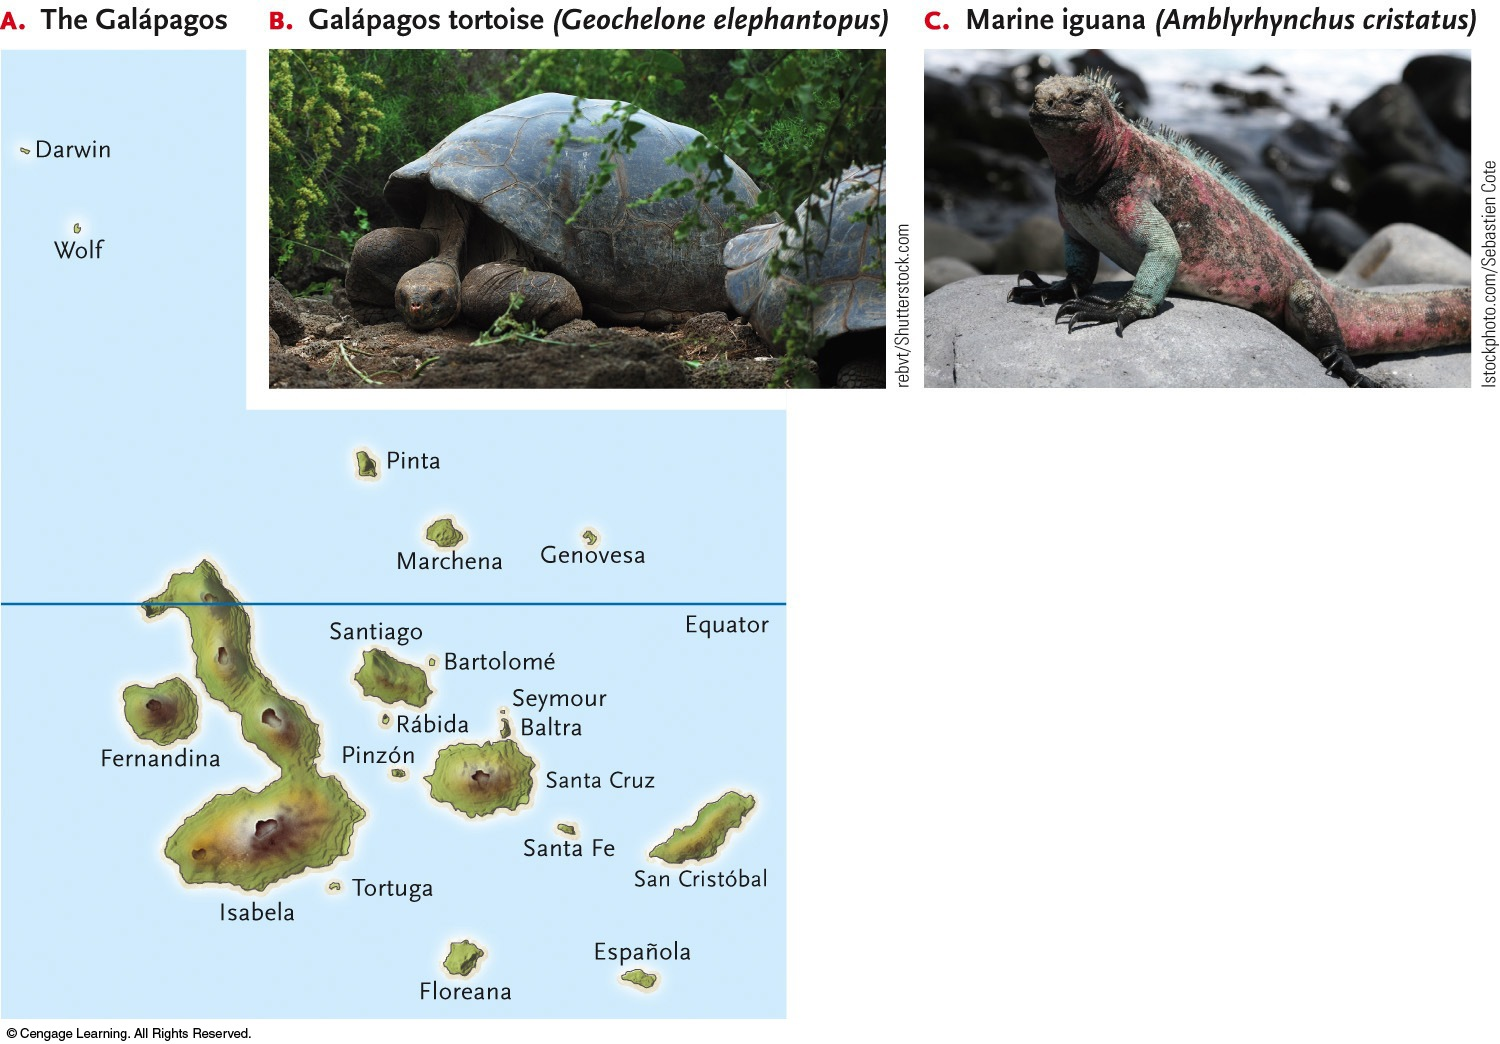 A. The Galápagos
B. Galápagos tortoise (Geochelone elephantopus)
C. Marine iguana (Amblyrhynchus cristatus)
Darwin
Wolf
rebvt/Shutterstock.com
Istockphoto.com/Sebastien Cote
Pinta
Marchena
Genovesa
Equator
Santiago
Bartolomé
Seymour
Rábida
Baltra
Fernandina
Pinzón
Santa Cruz
Santa Fe
San Cristóbal
Tortuga
Isabela
Española
Floreana
© Cengage Learning. All Rights Reserved.